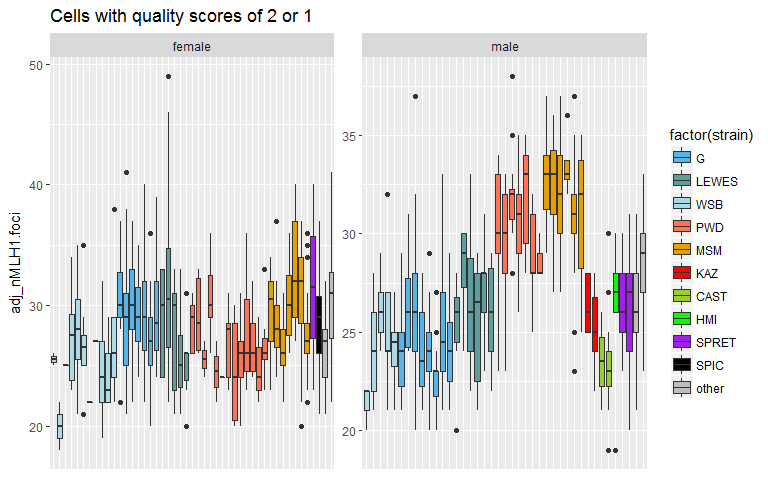 Cells with quality scores of 2 or 1
female
male
adj_nMLH1.foci
50
40
30
20
35
30
25
20
factor(strain)
G
LEWES
WSB
PWD
MSM
KAZ
CAST
HMI
SPRET
SPIC
other